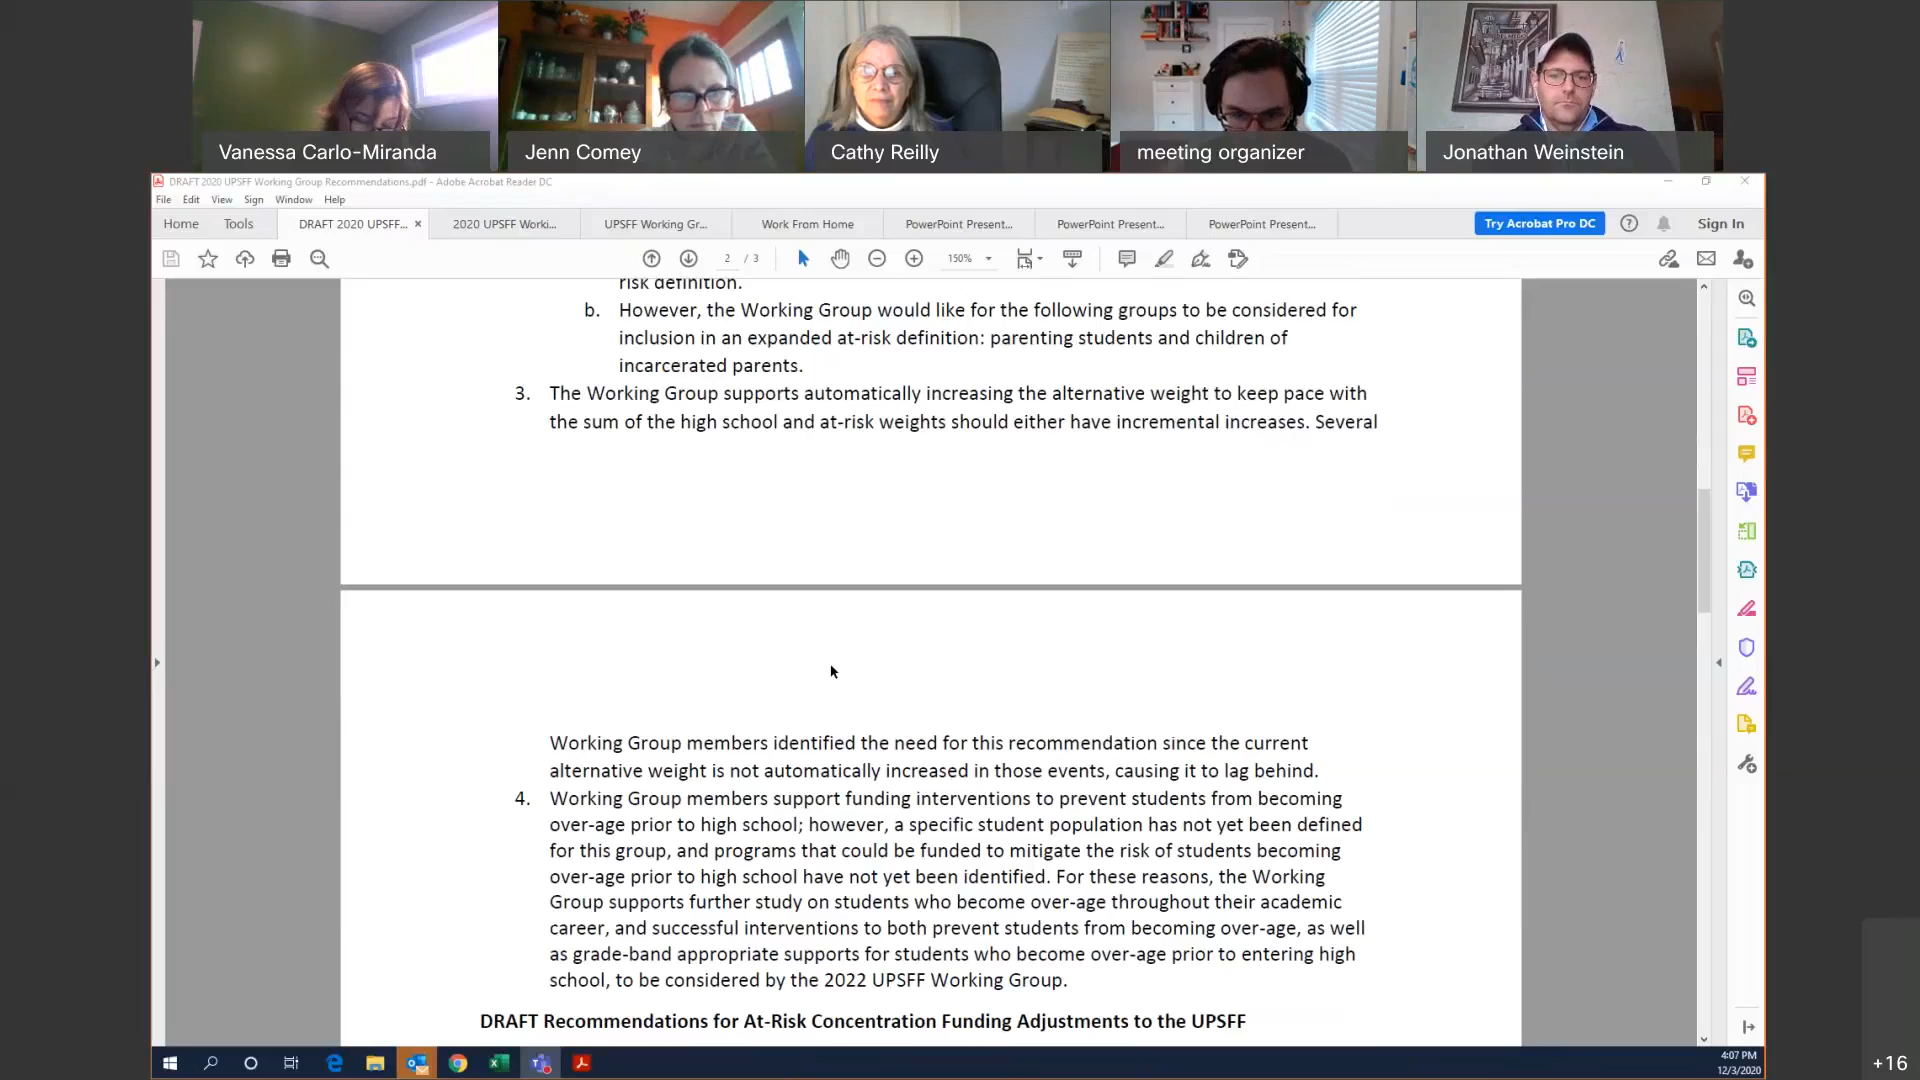 Vanessa Carlo-Miranda
Jenn Comey
Cathy Reilly
meeting organizer
Jonathan Weinstein
DRAFT 2020 UPSFF Working Group Recommendations.pdf - Adobe Acrobat Reader DC
File Edit View Sign Window Help
Home Tools DRAFT 2020 UPSFF... × 2020 UPSFF Worki... UPSFF Working Gr... Work From Home PowerPoint Present... PowerPoint Present... PowerPoint Present... Try Acrobat Pro DC Sign In
2 / 3 150%
risk definition.
b. However, the Working Group would like for the following groups to be considered for
inclusion in an expanded at-risk definition: parenting students and children of
incarcerated parents.
3. The Working Group supports automatically increasing the alternative weight to keep pace with
the sum of the high school and at-risk weights should either have incremental increases. Several
Working Group members identified the need for this recommendation since the current
alternative weight is not automatically increased in those events, causing it to lag behind.
4. Working Group members support funding interventions to prevent students from becoming
over-age prior to high school; however, a specific student population has not yet been defined
for this group, and programs that could be funded to mitigate the risk of students becoming
over-age prior to high school have not yet been identified. For these reasons, the Working
Group supports further study on students who become over-age throughout their academic
career, and successful interventions to both prevent students from becoming over-age, as well
as grade-band appropriate supports for students who become over-age prior to entering high
school, to be considered by the 2022 UPSFF Working Group.
DRAFT Recommendations for At-Risk Concentration Funding Adjustments to the UPSFF
4:07 PM
12/3/2020
+16